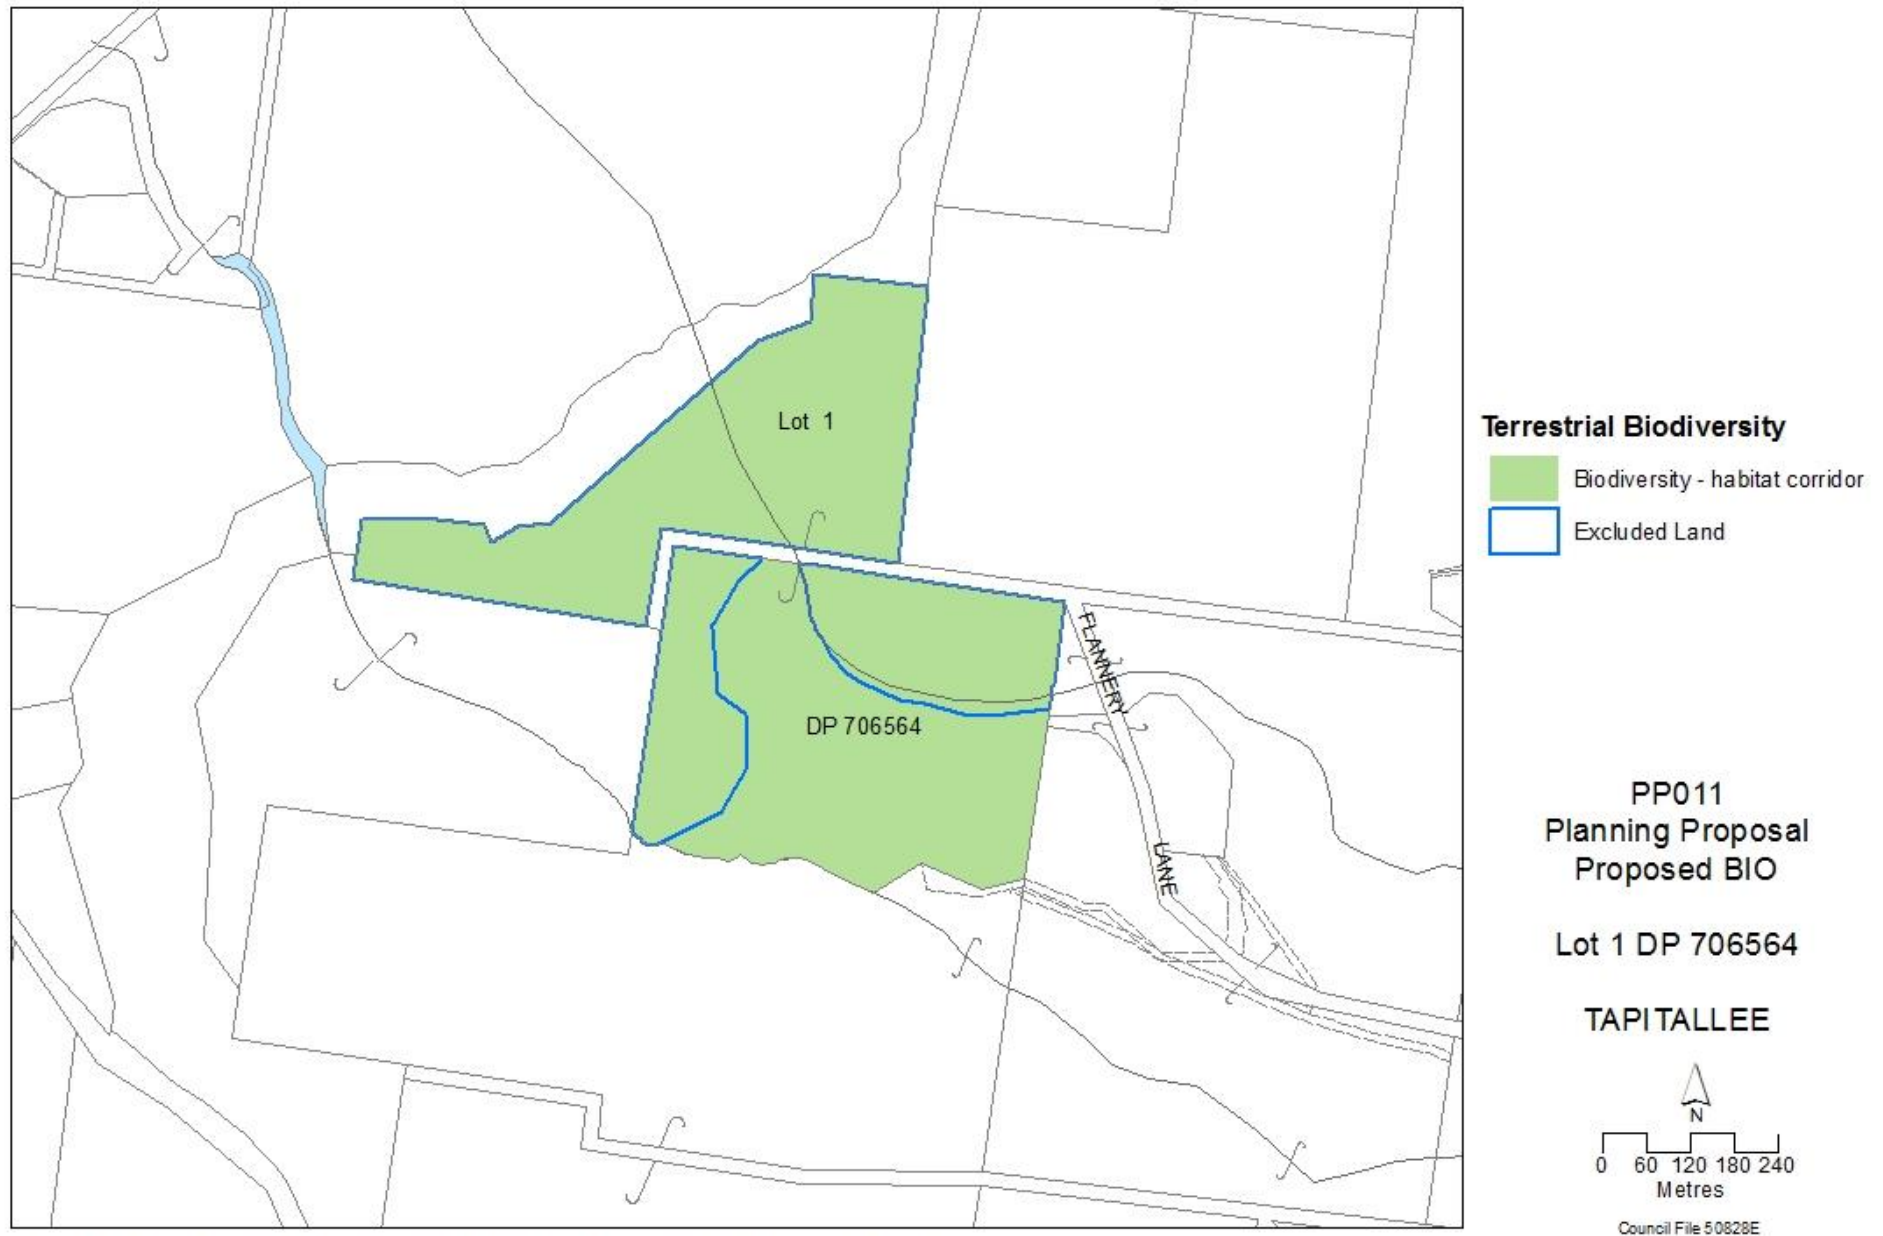 Lot 1
DP 706564
FLANNERY
LANE
Terrestrial Biodiversity
Biodiversity - habitat corridor
Excluded Land
PP011
Planning Proposal
Proposed BIO
Lot 1 DP 706564
TAPITALLEE
N
0 60 120 180 240
Metres
Council File 50828E